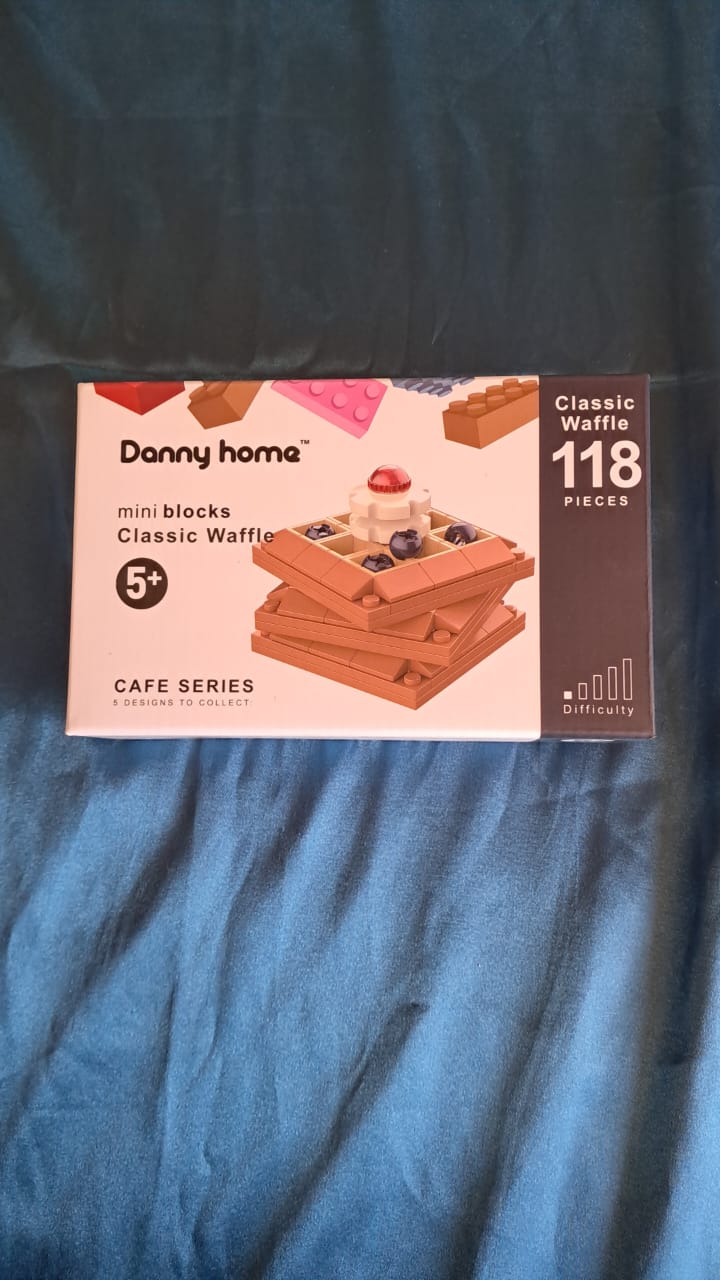 Danny home™
mini blocks
Classic Waffle
5+
CAFE SERIES
5 DESIGNS TO COLLECT
Classic
Waffle
118
PIECES
Difficulty